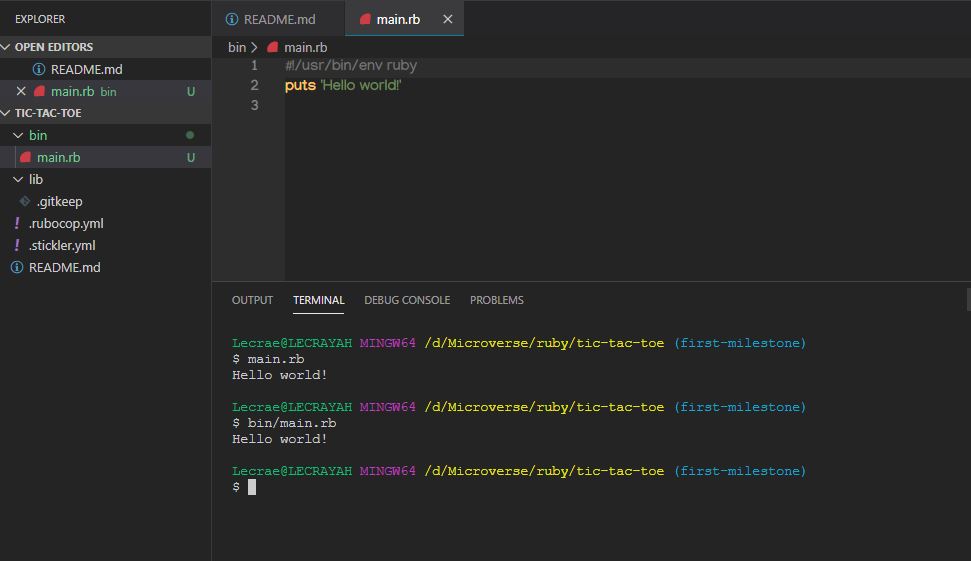 EXPLORER
OPEN EDITORS
README.md
main.rb bin U
TIC-TAC-TOE
bin
main.rb U
lib
.gitkeep
! .rubocop.yml
! .stickler.yml
README.md
README.md main.rb
bin > main.rb
1 #!/usr/bin/env ruby
2 puts 'Hello world!'
3
OUTPUT TERMINAL DEBUG CONSOLE PROBLEMS
Lecrae@LECRAYAH MINGW64 /d/Microverse/ruby/tic-tac-toe (first-milestone)
$ main.rb
Hello world!
Lecrae@LECRAYAH MINGW64 /d/Microverse/ruby/tic-tac-toe (first-milestone)
$ bin/main.rb
Hello world!
Lecrae@LECRAYAH MINGW64 /d/Microverse/ruby/tic-tac-toe (first-milestone)
$